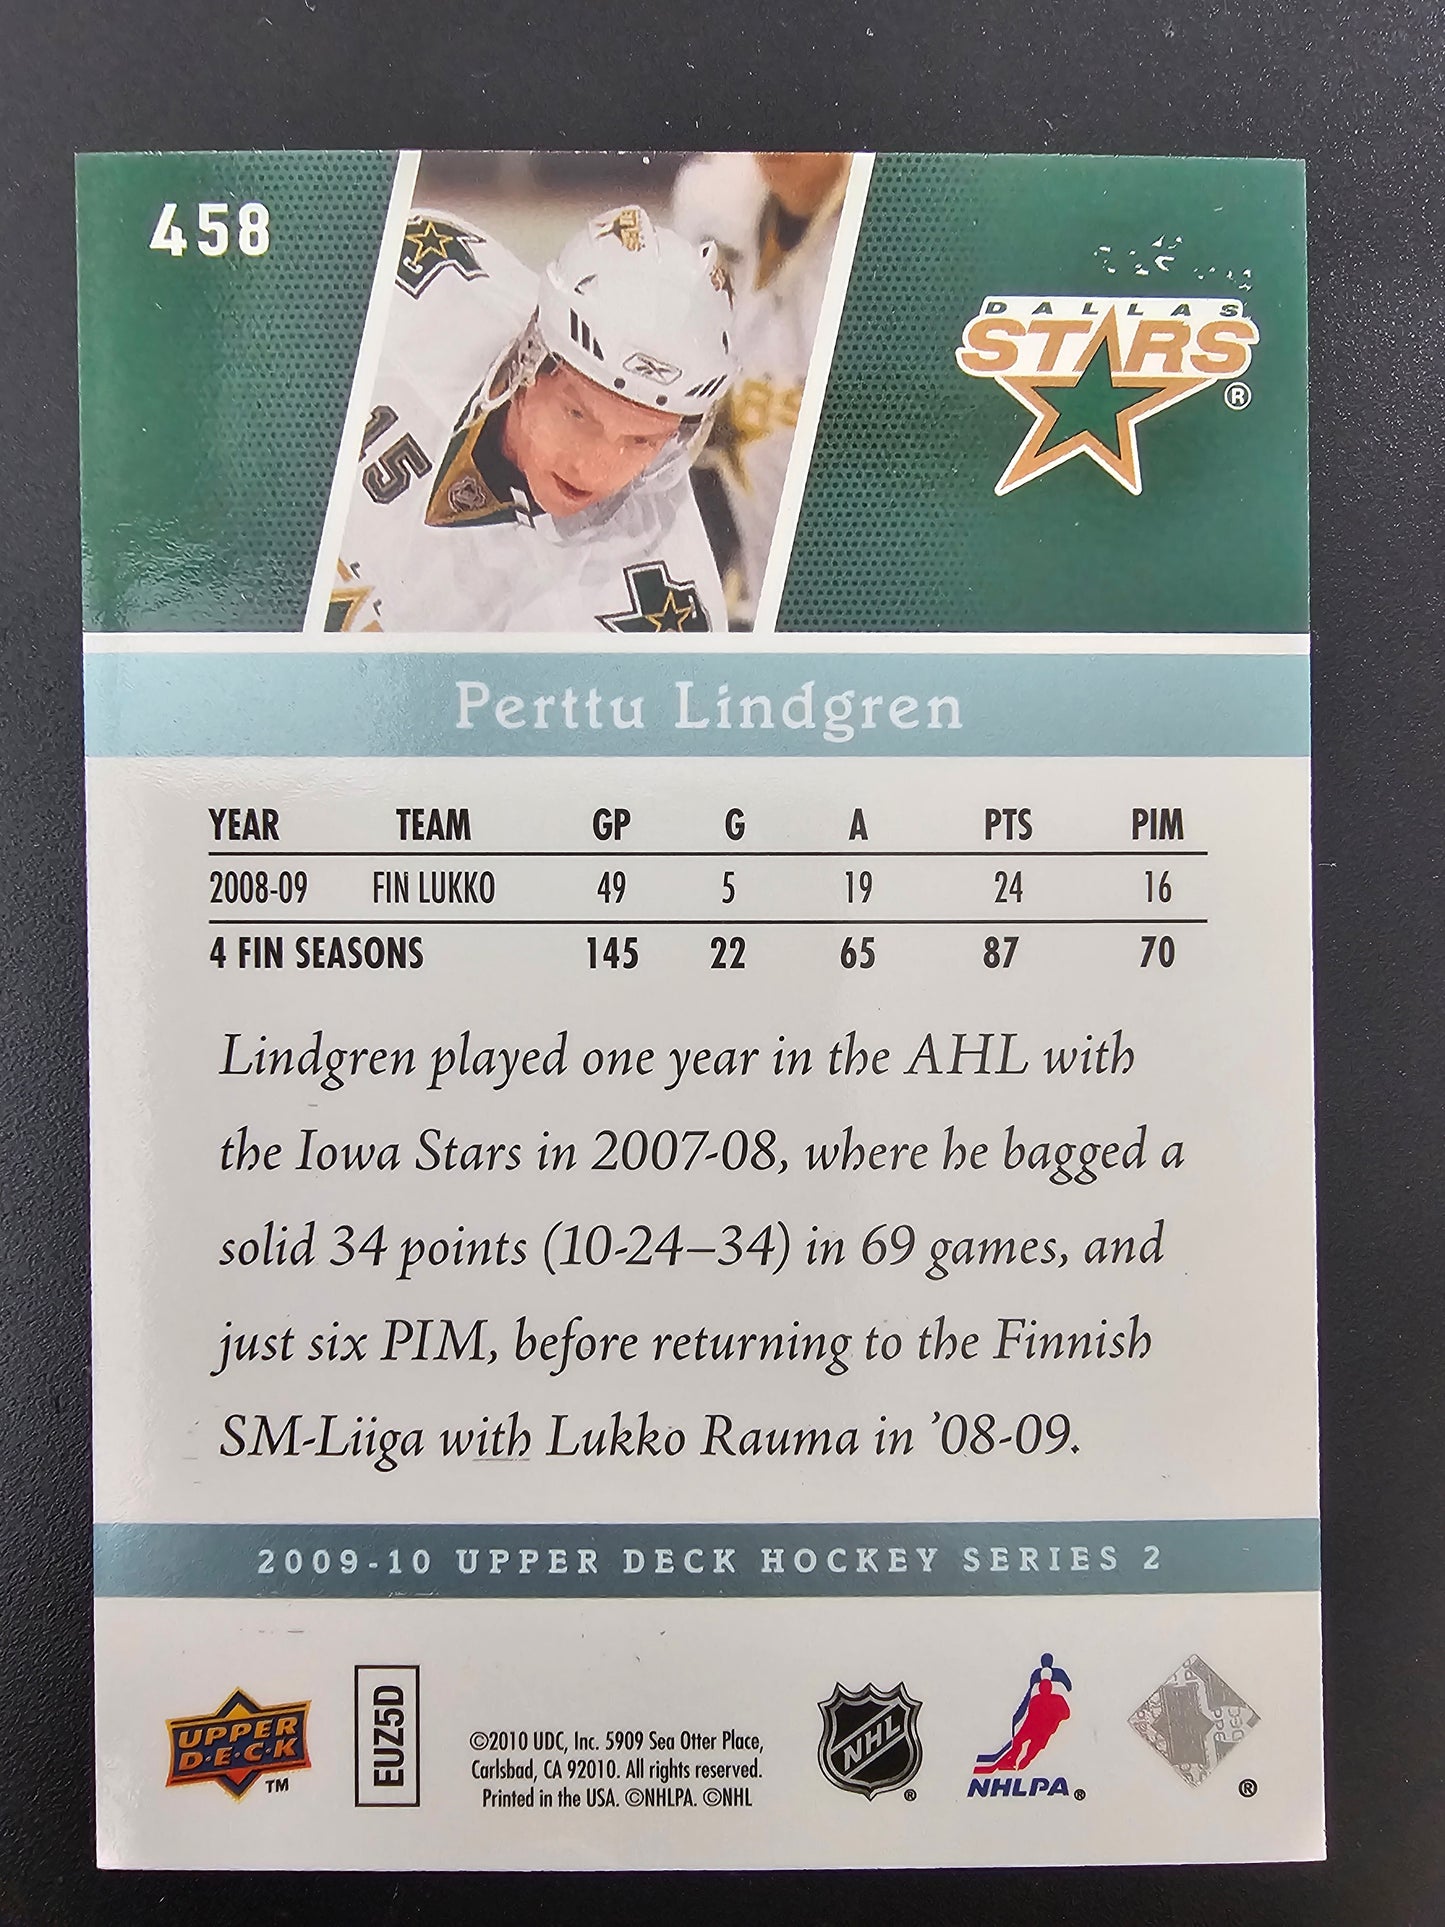 458
DALLAS
STARS
®
15
Perttu Lindgren
YEAR TEAM GP G A PTS PIM
2008-09 FIN LUKKO 49 5 19 24 16
4 FIN SEASONS 145 22 65 87 70
Lindgren played one year in the AHL with
the Iowa Stars in 2007-08, where he bagged a
solid 34 points (10-24–34) in 69 games, and
just six PIM, before returning to the Finnish
SM-Liiga with Lukko Rauma in ’08-09.
2009-10 UPPER DECK HOCKEY SERIES 2
UPPER
D·E·C·K
TM
EUZ5D
©2010 UDC, Inc. 5909 Sea Otter Place,
Carlsbad, CA 92010. All rights reserved.
Printed in the USA. ©NHLPA. ©NHL
NHL
®
NHLPA®
®